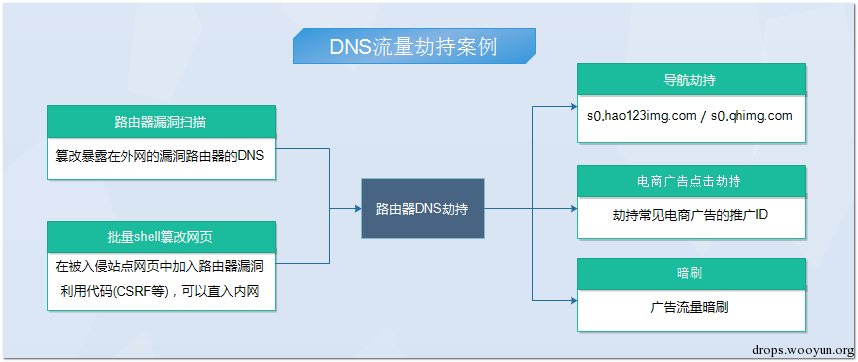 DNS流量劫持案例
路由器漏洞扫描
篡改暴露在外网的漏洞路由器的DNS
批量shell篡改网页
在被入侵站点网页中加入路由器漏洞
利用代码(CSRF等)，可以直入内网
路由器DNS劫持
导航劫持
s0.hao123img.com / s0.qhimg.com
电商广告点击劫持
劫持常见电商广告的推广ID
暗刷
广告流量暗刷
drops.wooyun.org